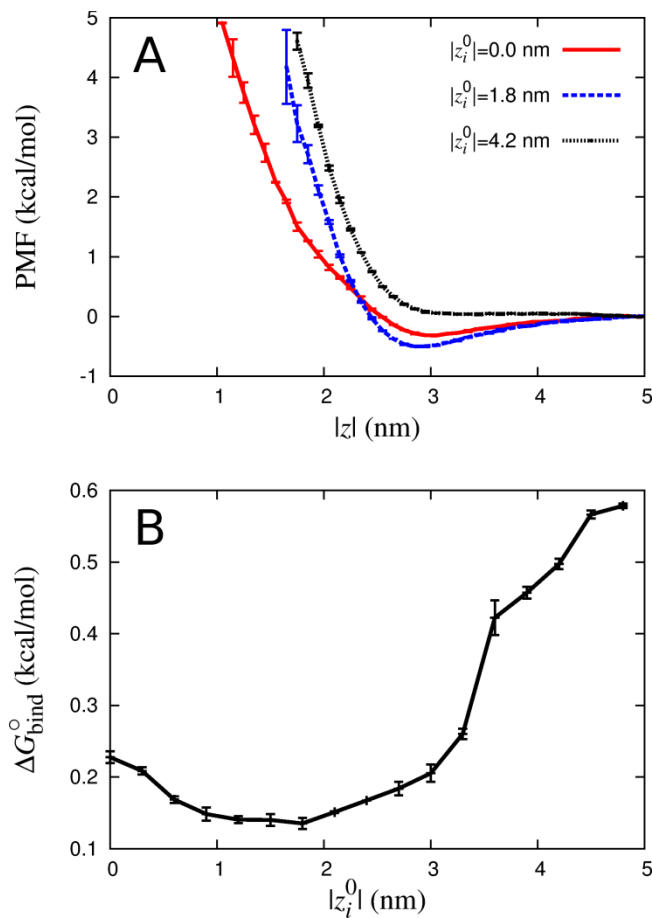 A
|z_i^0|=0.0 nm
|z_i^0|=1.8 nm
|z_i^0|=4.2 nm
PMF (kcal/mol)
5
4
3
2
1
0
-1
0 1 2 3 4 5
|z| (nm)
B
ΔG°bind (kcal/mol)
0.6
0.5
0.4
0.3
0.2
0.1
0 1 2 3 4 5
|z_i^0| (nm)